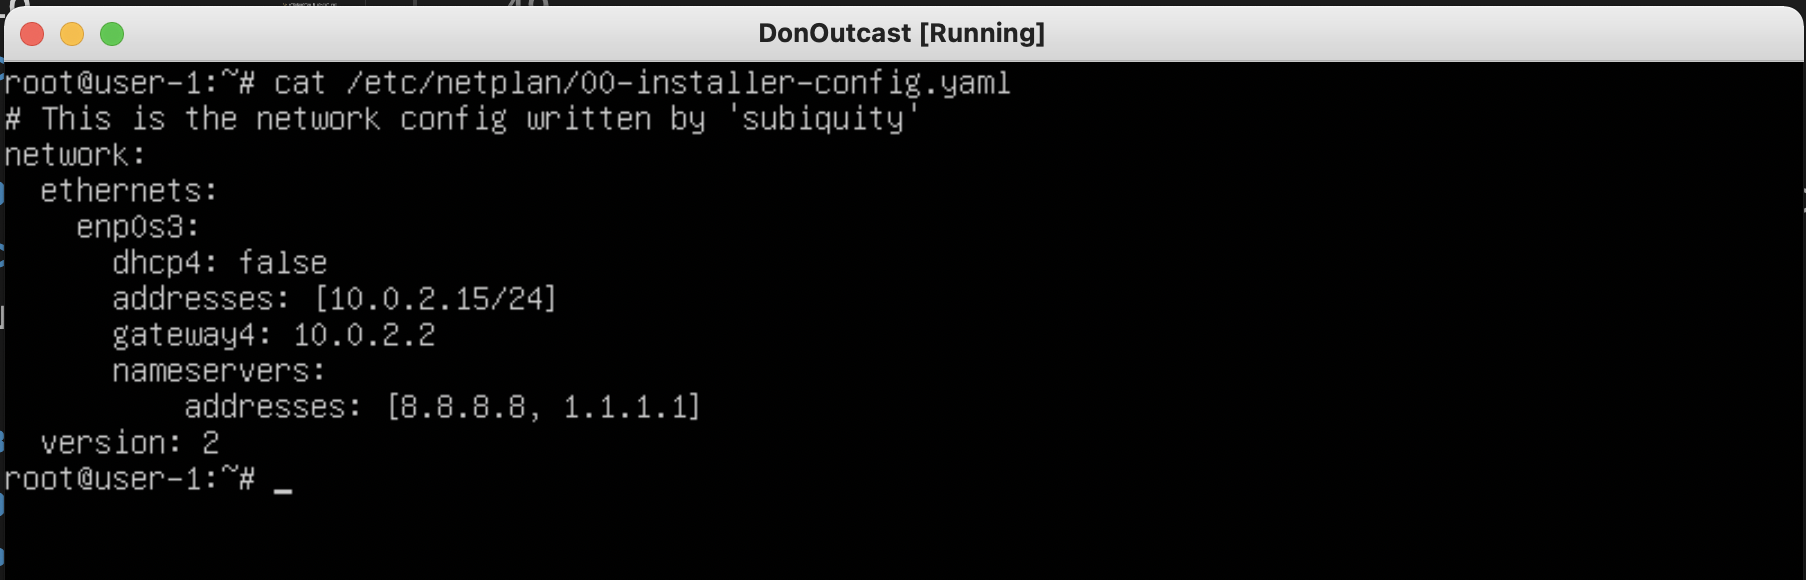 DonOutcast [Running]
root@user-1:~# cat /etc/netplan/00-installer-config.yaml
# This is the network config written by 'subiquity'
network:
  ethernets:
    enp0s3:
      dhcp4: false
      addresses: [10.0.2.15/24]
      gateway4: 10.0.2.2
      nameservers:
          addresses: [8.8.8.8, 1.1.1.1]
  version: 2
root@user-1:~# _